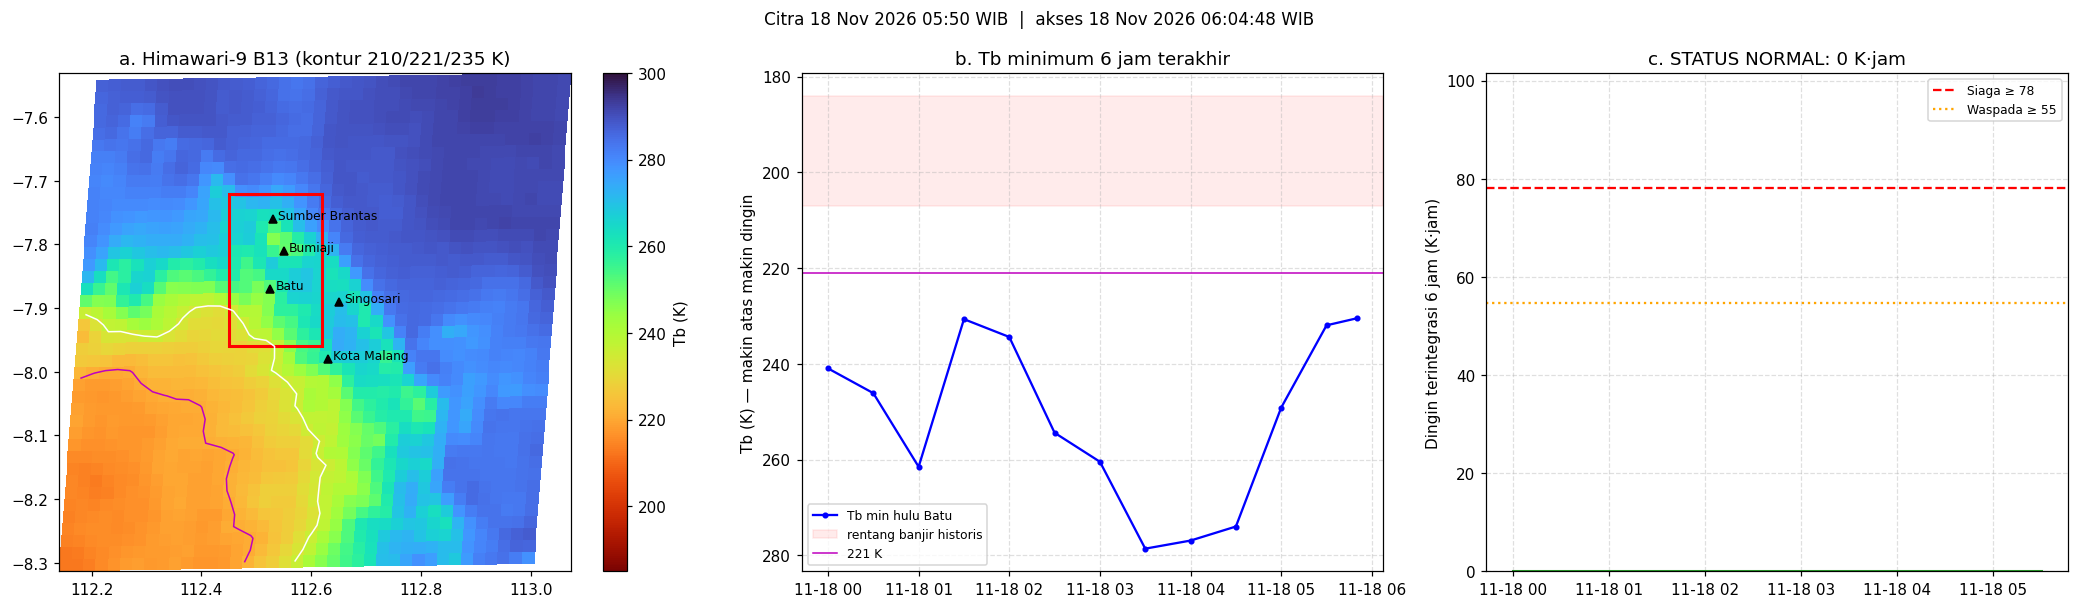 Citra 18 Nov 2026 05:50 WIB | akses 18 Nov 2026 06:04:48 WIB
a. Himawari-9 B13 (kontur 210/221/235 K)
−7.6
−7.7
−7.8
−7.9
−8.0
−8.1
−8.2
−8.3
112.2
112.4
112.6
112.8
113.0
Sumber Brantas
Bumiaji
Batu
Singosari
Kota Malang
300
280
260
240
220
200
Tb (K)
b. Tb minimum 6 jam terakhir
Tb (K) — makin atas makin dingin
180
200
220
240
260
280
Tb min hulu Batu
rentang banjir historis
221 K
11-18 00
11-18 01
11-18 02
11-18 03
11-18 04
11-18 05
11-18 06
c. STATUS NORMAL: 0 K·jam
Dingin terintegrasi 6 jam (K·jam)
100
80
60
40
20
0
Siaga ≥ 78
Waspada ≥ 55
11-18 00
11-18 01
11-18 02
11-18 03
11-18 04
11-18 05